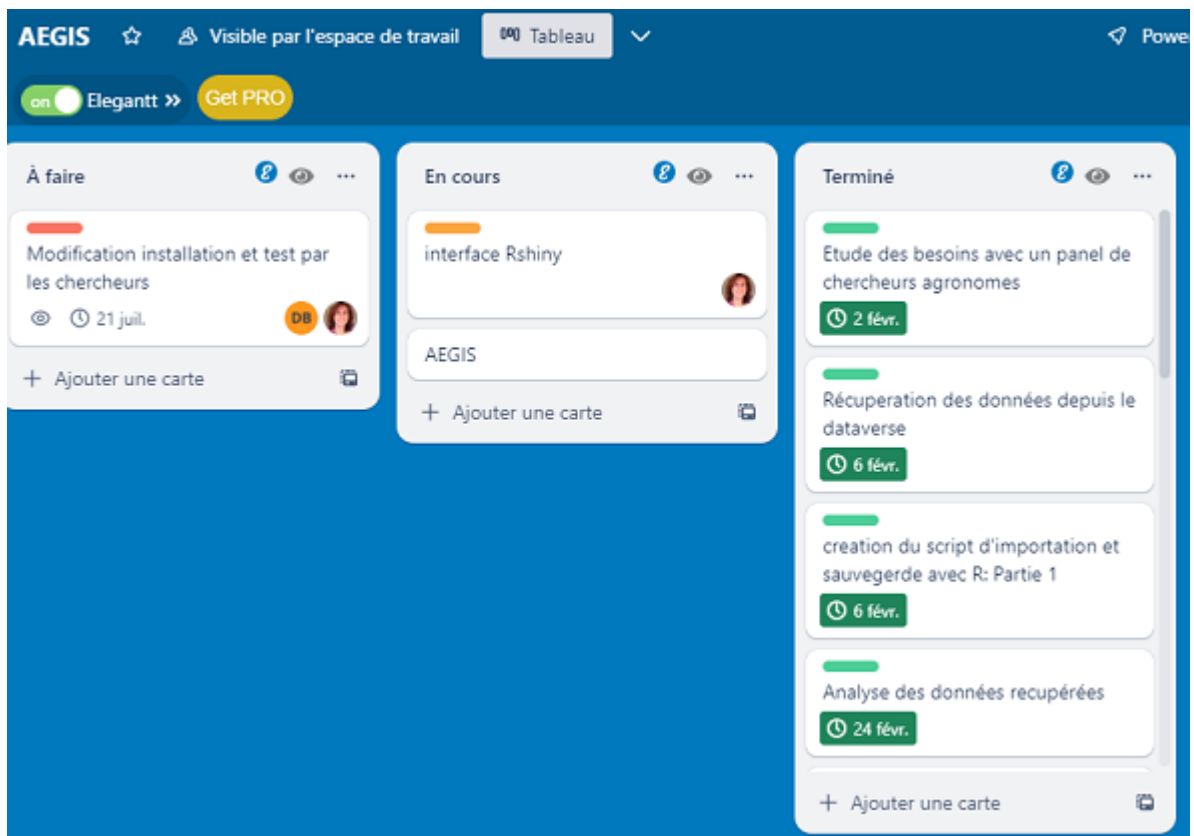 AEGIS Visible par l'espace de travail Tableau Power
on Elegantt » Get PRO
À faire
Modification installation et test par
les chercheurs
21 juil. DB
+ Ajouter une carte
En cours
interface Rshiny
AEGIS
+ Ajouter une carte
Terminé
Etude des besoins avec un panel de
chercheurs agronomes
2 févr.
Récuperation des données depuis le
dataverse
6 févr.
creation du script d'importation et
sauvegerde avec R: Partie 1
6 févr.
Analyse des données recupérées
24 févr.
+ Ajouter une carte